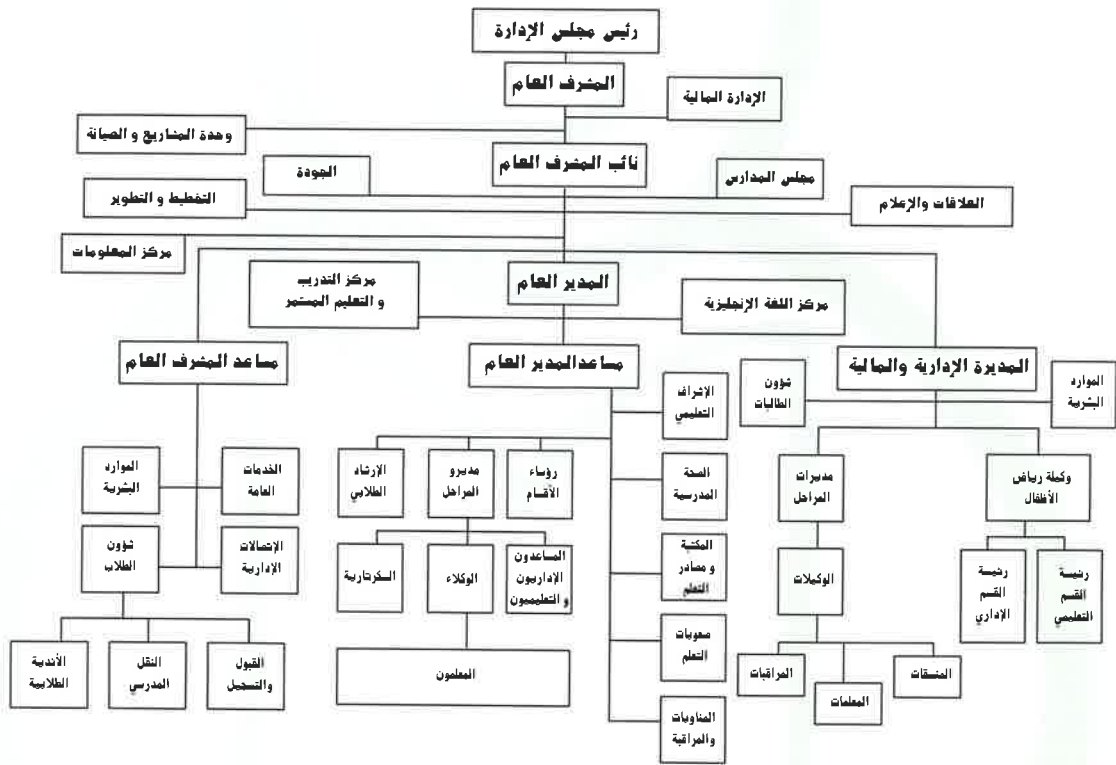 رئيس مجلس الإدارة
المشرف العام
الإدارة المالية
وحدة المشاريع و الصيانة
نائب المشرف العام
مجلس المدارس
الجودة
العلاقات والإعلام
التخطيط و التطوير
مركز المعلومات
المدير العام
مركز التدريب
و التعليم المستمر
مركز اللغة الإنجليزية
المديرة الإدارية والمالية
مساعدالمدير العام
مساعد المشرف العام
الموارد
البشرية
شؤون
الطالبات
الإشراف
التعليمي
وكيلة رياض
الأطفال
مديرات
المراحل
الصحة
المدرسية
رؤساء
الأقسام
مديرو
المراحل
الإرشاد
الطلابي
الخدمات
العامة
الموارد
البشرية
رئيسة
القسم
التعليمي
رئيسة
القسم
الإداري
الوكيلات
المكتبة
و مصادر
التعلم
المساعدون
الإداريون
و التعليميون
الوكلاء
السكرتارية
الإتصالات
الإدارية
شؤون
الطلاب
المنسقات
المعلمات
المراقبات
صعوبات
التعلم
المعلمون
القبول
والتسجيل
النقل
المدرسي
الأندية
الطلابية
المناوبات
والمراقبة